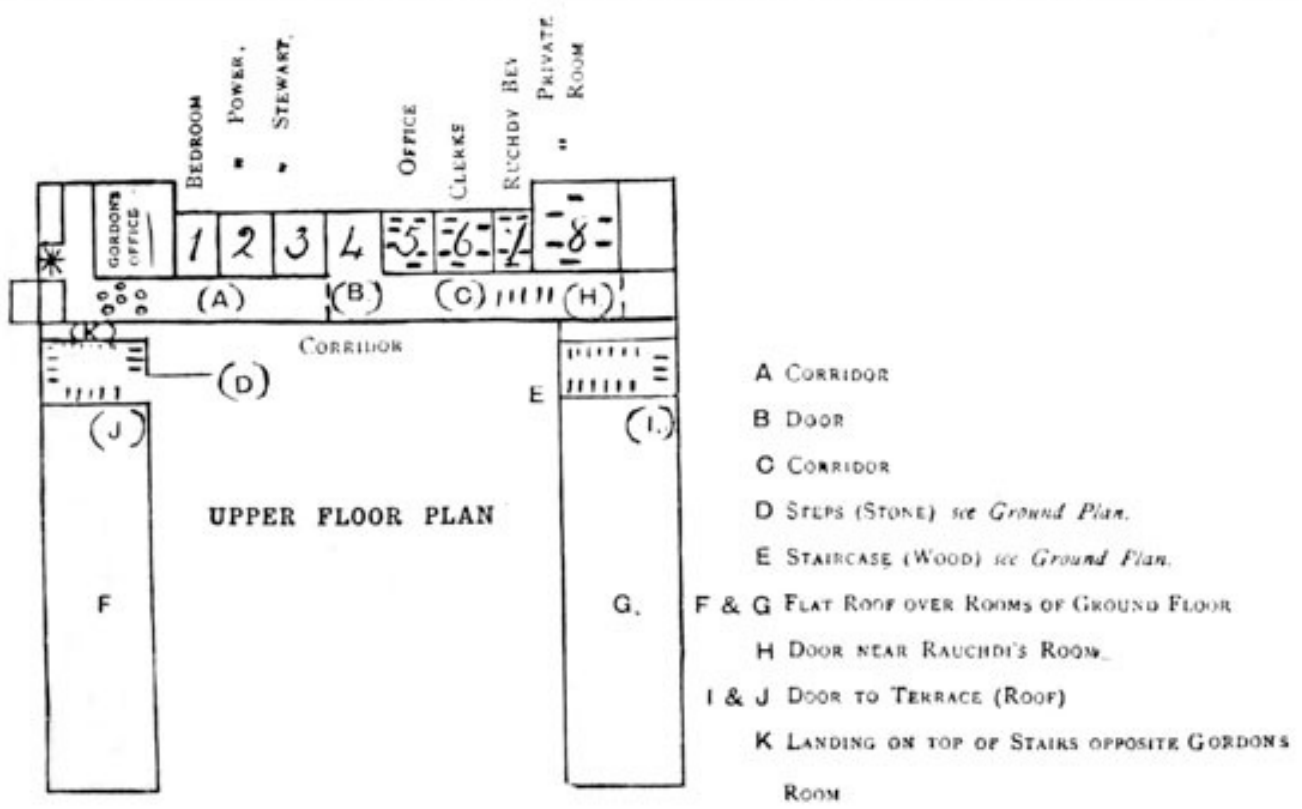 BEDROOM
" POWER.
" STEWART.
OFFICE
CLERKS
RUCHDY BEY
PRIVATE
" ROOM
GORDON'S
OFFICE
1 2 3 4 5 6 1 8
(A) (B) (C) (H)
(K)
CORRIDOR
(D)
E
(J) (I.)
UPPER FLOOR PLAN
F
G.
A CORRIDOR
B DOOR
C CORRIDOR
D STEPS (STONE) see Ground Plan.
E STAIRCASE (WOOD) see Ground Plan.
F & G FLAT ROOF OVER ROOMS OF GROUND FLOOR
H DOOR NEAR RAUCHDI'S ROOM
I & J DOOR TO TERRACE (ROOF)
K LANDING ON TOP OF STAIRS OPPOSITE GORDONS
ROOM